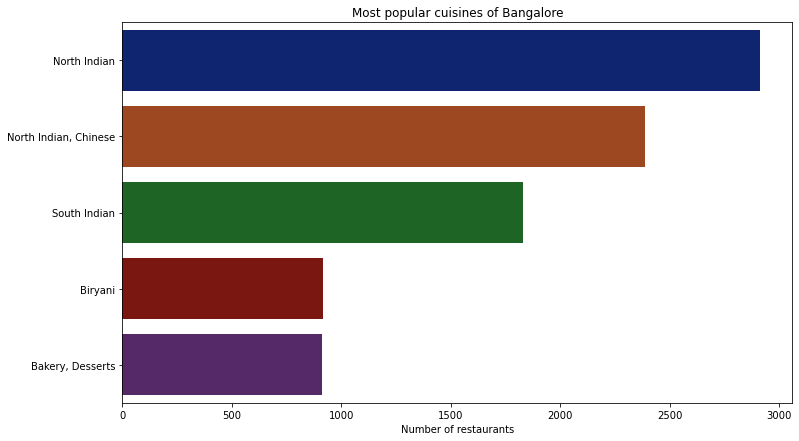 Most popular cuisines of Bangalore
North Indian
North Indian, Chinese
South Indian
Biryani
Bakery, Desserts
0 500 1000 1500 2000 2500 3000
Number of restaurants